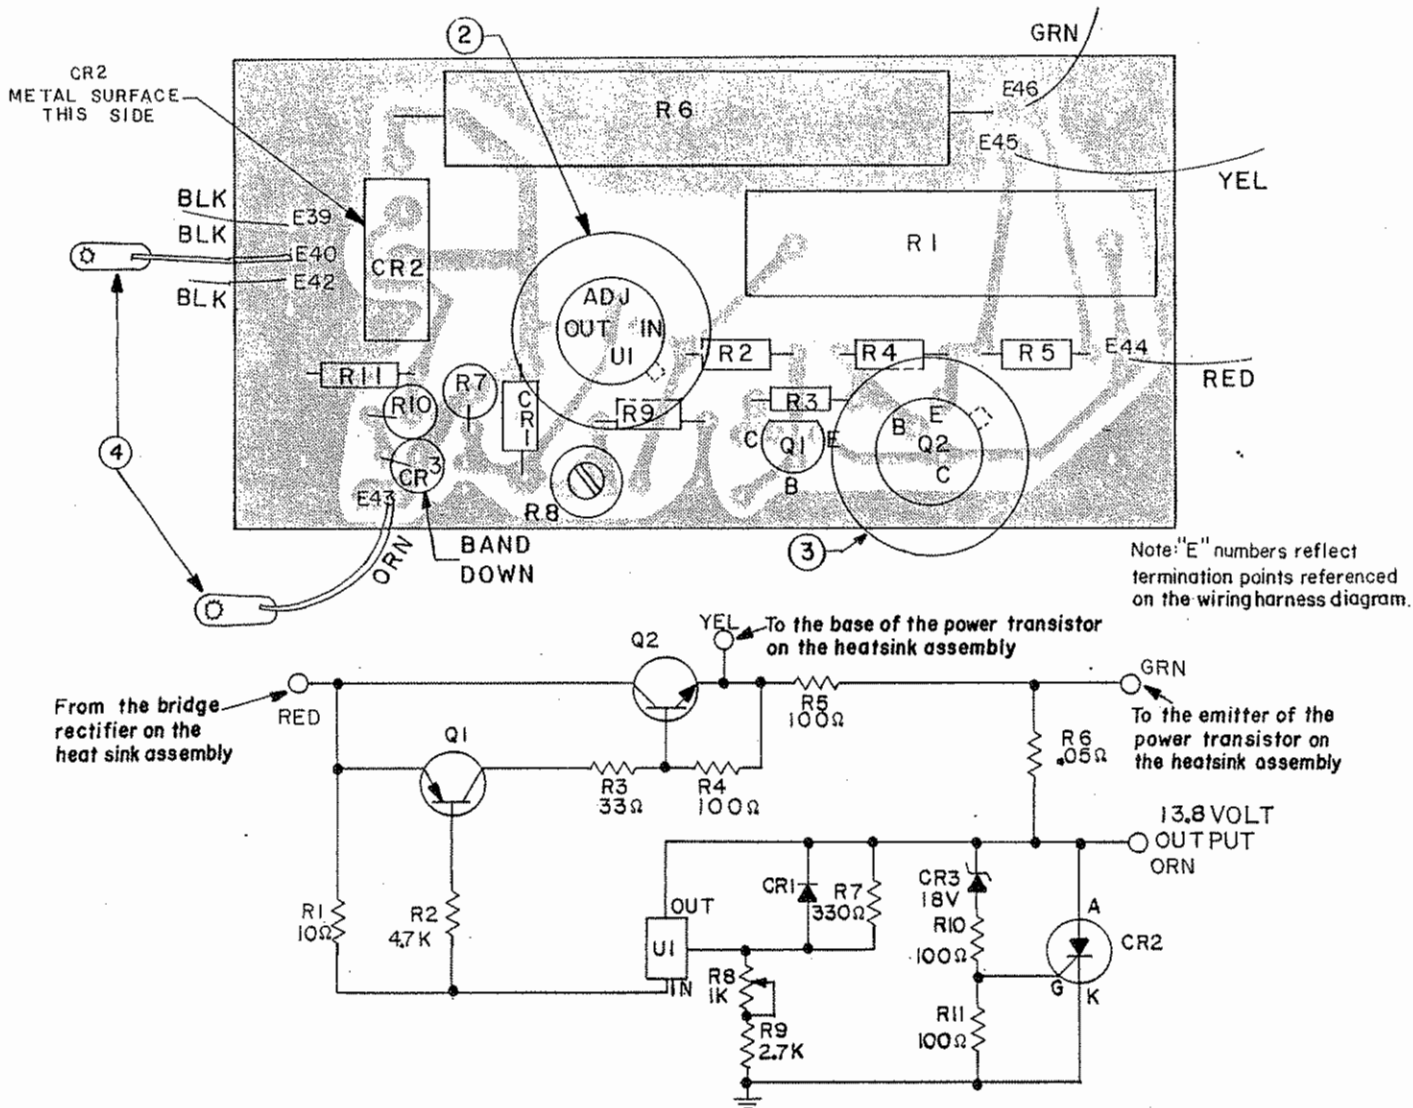 2
GRN
CR2
METAL SURFACE
THIS SIDE
R6
E46
E45
YEL
BLK
E39
BLK
E40
E42
BLK
CR2
R1
ADJ
OUT IN
U1
R2
R4
R5
E44
RED
R11
R7
R10
CR1
R9
R3
C Q1 E
B
E
B
Q2
C
4
CR3
E43
R8
ORN
BAND
DOWN
3
Note:"E" numbers reflect
termination points referenced
on the wiring harness diagram.
Q2
YEL
To the base of the power transistor
on the heatsink assembly
From the bridge
rectifier on the
heat sink assembly
RED
R5
100Ω
GRN
To the emitter of the
power transistor on
the heatsink assembly
Q1
R3
33Ω
R4
100Ω
R6
.05Ω
13.8 VOLT
OUTPUT
ORN
R1
10Ω
R2
4.7K
OUT
U1
IN
CR1
R7
330Ω
CR3
18V
R10
100Ω
A
CR2
G
K
R8
1K
R9
2.7K
R11
100Ω